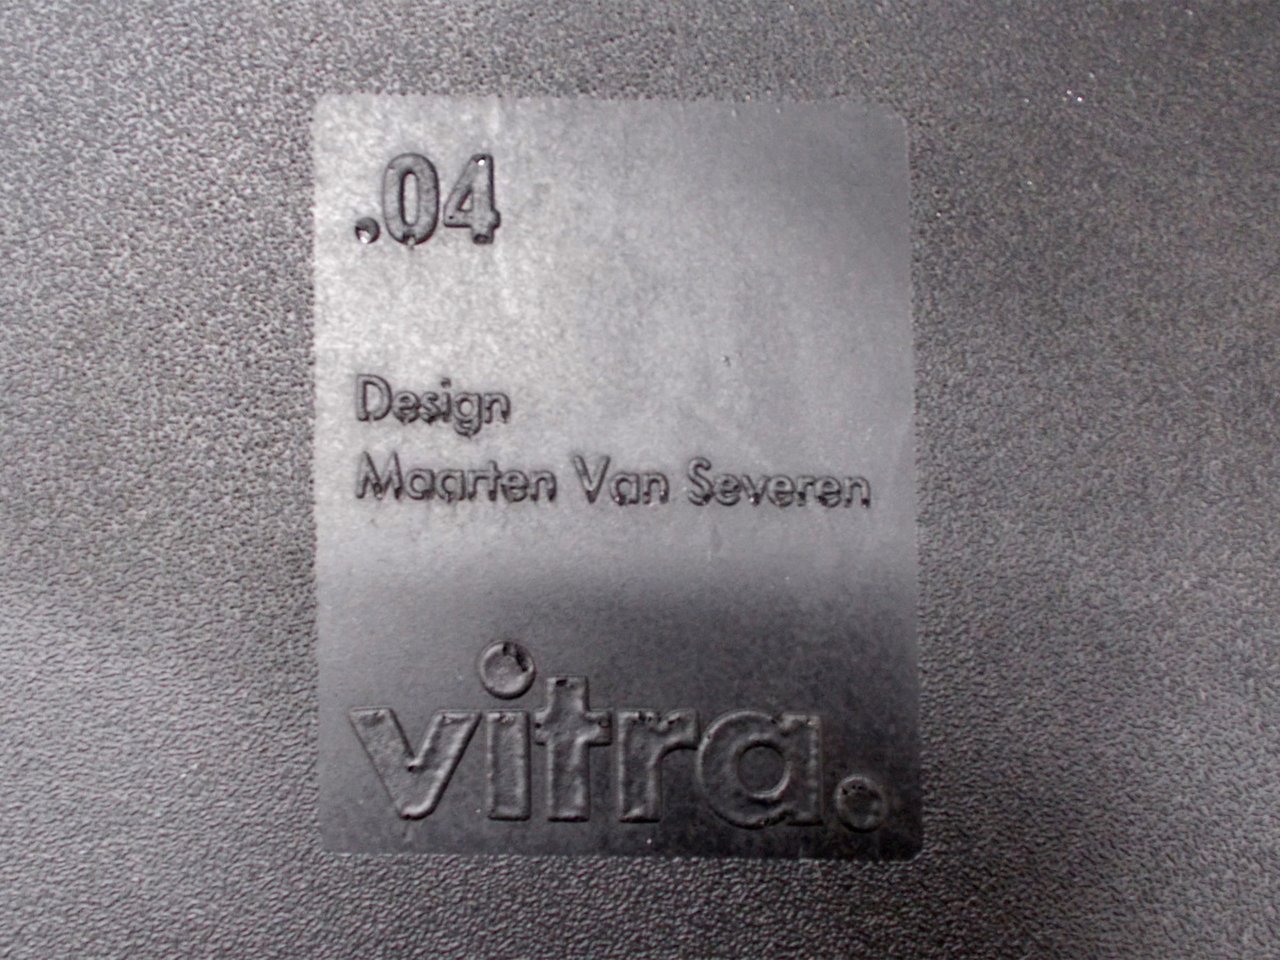 .04
Design
Maarten Van Severen
vitra.